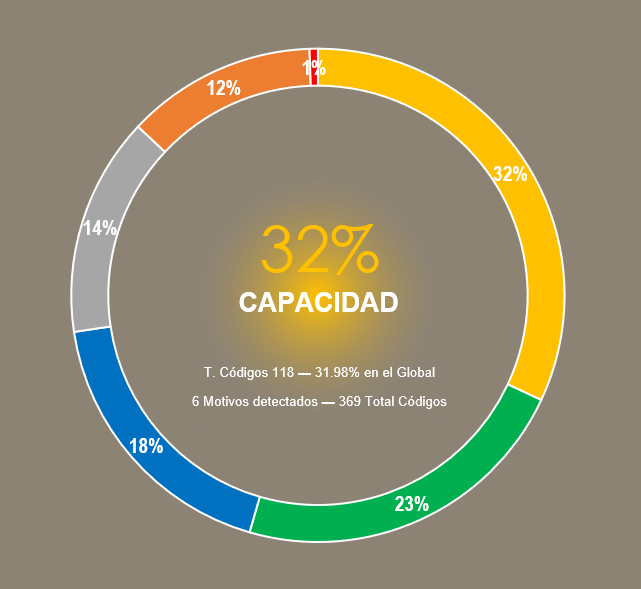 1%
12%
32%
14%
32%
CAPACIDAD
T. Códigos 118 — 31.98% en el Global
6 Motivos detectados — 369 Total Códigos
18%
23%